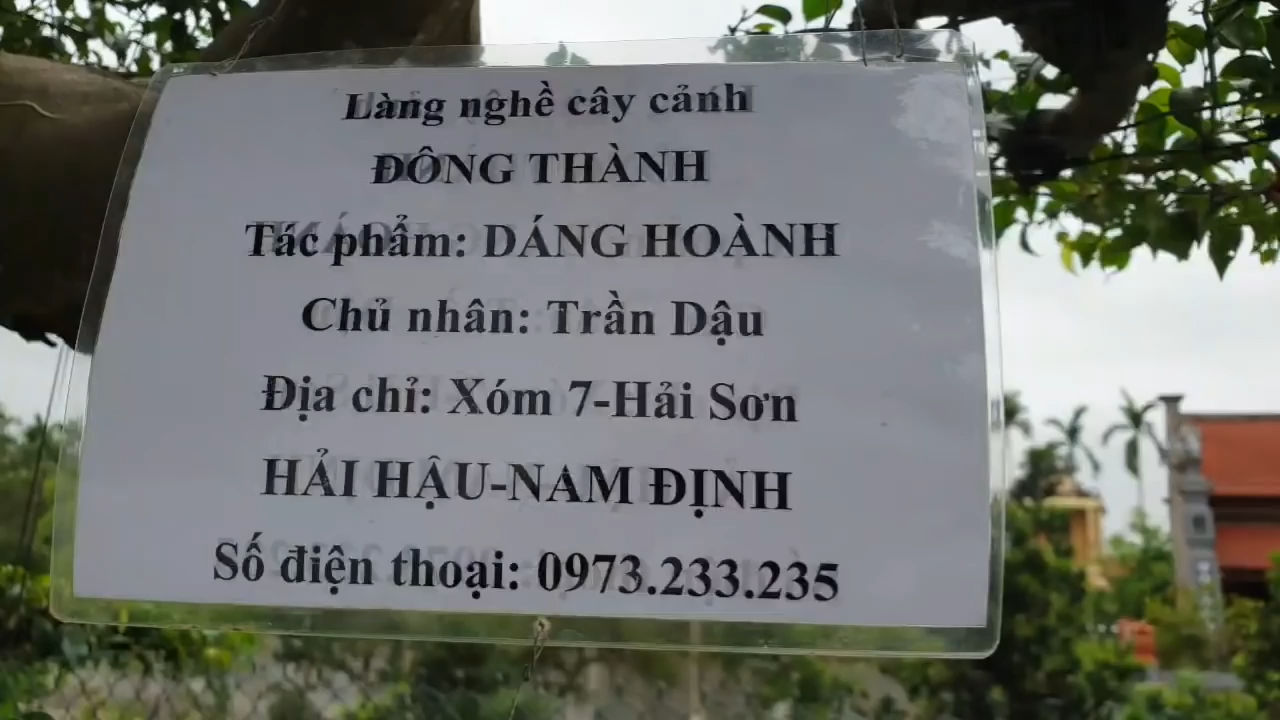 Làng nghề cây cảnh
ĐÔNG THÀNH
Tác phẩm: DÁNG HOÀNH
Chủ nhân: Trần Dậu
Địa chỉ: Xóm 7-Hải Sơn
HẢI HẬU-NAM ĐỊNH
Số điện thoại: 0973.233.235